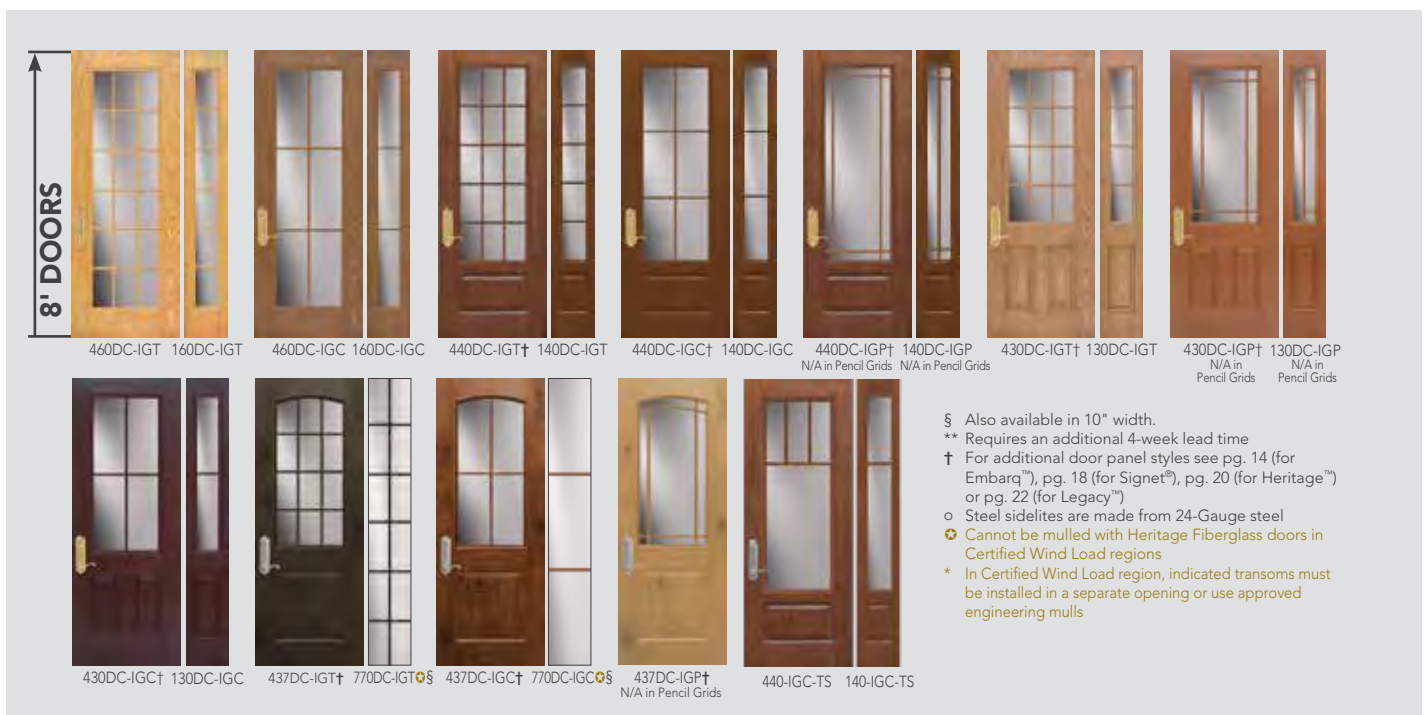 8' DOORS
460DC-IGT 160DC-IGT 460DC-IGC 160DC-IGC 440DC-IGT† 140DC-IGT 440DC-IGC† 140DC-IGC 440DC-IGP† 140DC-IGP 430DC-IGT† 130DC-IGT 430DC-IGP† 130DC-IGP
N/A in Pencil Grids N/A in Pencil Grids N/A in N/A in
Pencil Grids Pencil Grids
430DC-IGC† 130DC-IGC 437DC-IGT† 770DC-IGT✪§ 437DC-IGC† 770DC-IGC✪§ 437DC-IGP† 440-IGC-TS 140-IGC-TS
N/A in Pencil Grids
§ Also available in 10" width.
** Requires an additional 4-week lead time
† For additional door panel styles see pg. 14 (for
Embarq™), pg. 18 (for Signet®), pg. 20 (for Heritage™)
or pg. 22 (for Legacy™)
o Steel sidelites are made from 24-Gauge steel
✪ Cannot be mulled with Heritage Fiberglass doors in
Certified Wind Load regions
* In Certified Wind Load region, indicated transoms must
be installed in a separate opening or use approved
engineering mulls